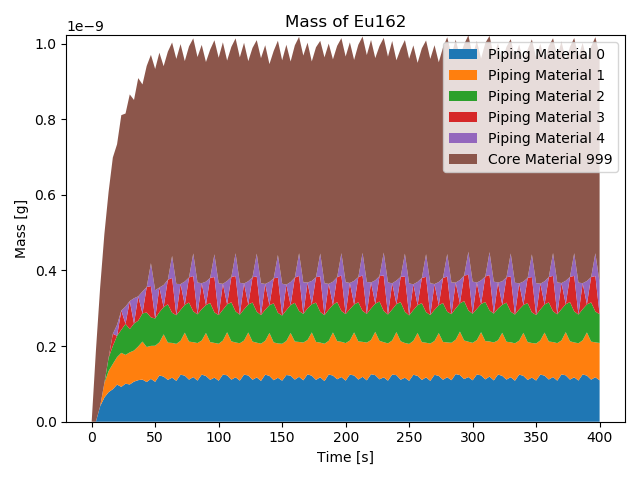 Mass of Eu162
1e−9
1.0
0.8
0.6
0.4
0.2
0.0
Mass [g]
Piping Material 0
Piping Material 1
Piping Material 2
Piping Material 3
Piping Material 4
Core Material 999
0 50 100 150 200 250 300 350 400
Time [s]